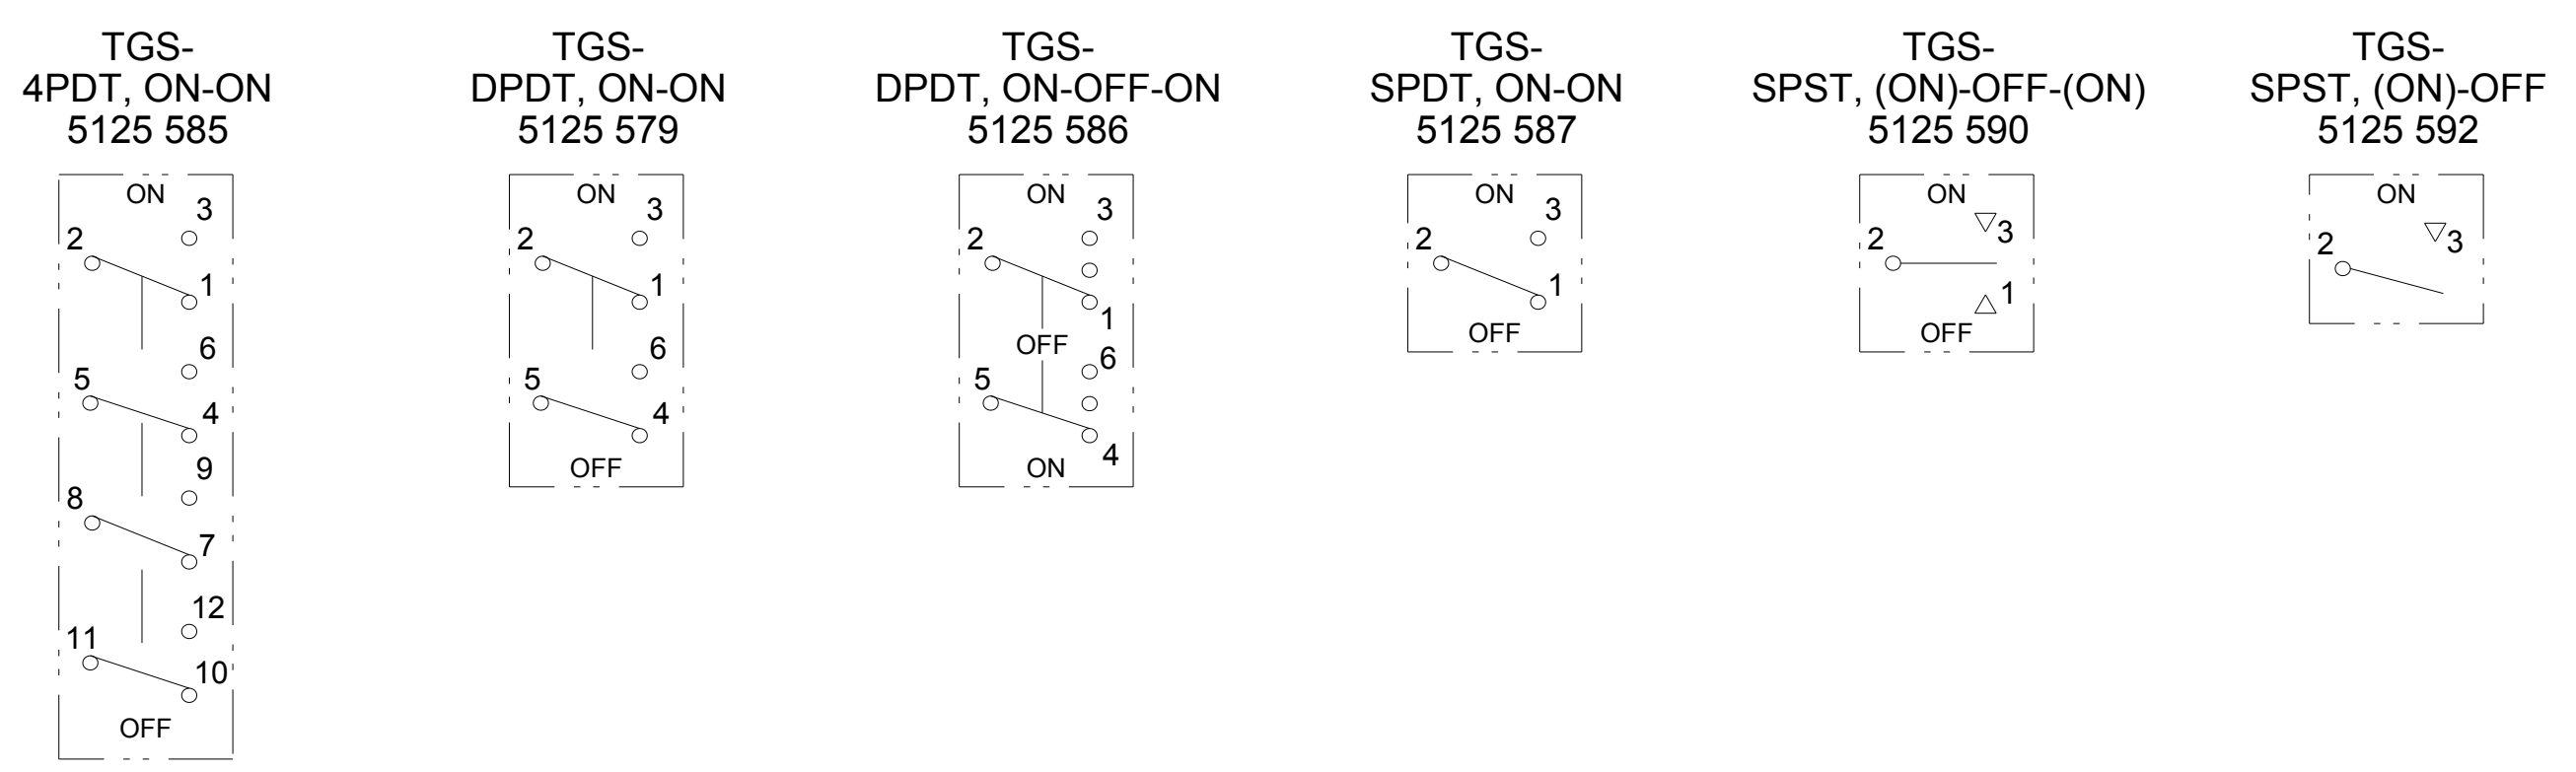 TGS-
4PDT, ON-ON
5125 585
ON
3
2
1
6
5
4
9
8
7
12
11
10
OFF
TGS-
DPDT, ON-ON
5125 579
ON
3
2
1
6
5
4
OFF
TGS-
DPDT, ON-OFF-ON
5125 586
ON
3
2
1
OFF
6
5
4
ON
TGS-
SPDT, ON-ON
5125 587
ON
3
2
1
OFF
TGS-
SPST, (ON)-OFF-(ON)
5125 590
ON
3
2
1
OFF
TGS-
SPST, (ON)-OFF
5125 592
ON
3
2